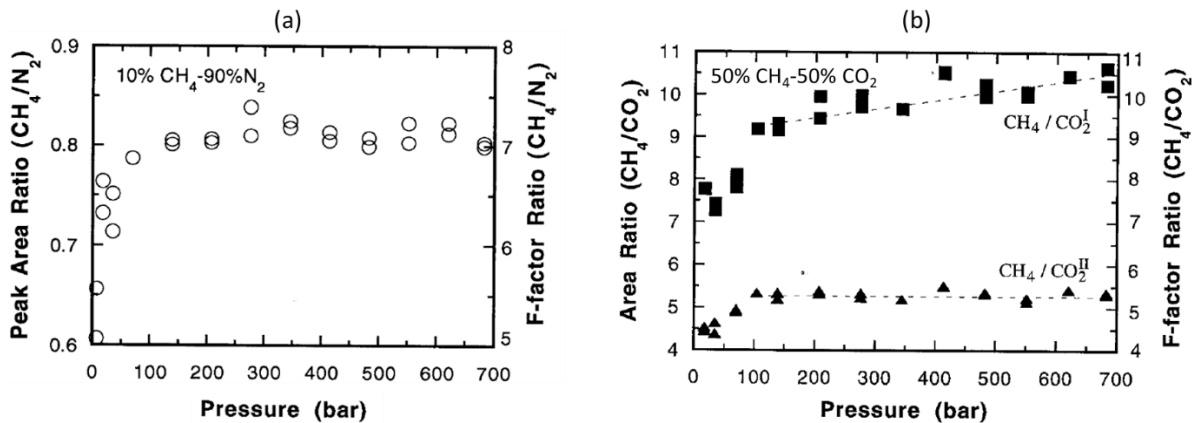 (a)
10% CH₄-90%N₂
Peak Area Ratio (CH₄/N₂)
0.9
0.8
0.7
0.6
F-factor Ratio (CH₄/N₂)
8
7
6
5
0 100 200 300 400 500 600 700
Pressure (bar)
(b)
50% CH₄-50% CO₂
Area Ratio (CH₄/CO₂)
11
10
9
8
7
6
5
4
F-factor Ratio (CH₄/CO₂)
11
10
9
8
7
6
5
4
CH₄ / CO₂ᴵ
CH₄ / CO₂ᴵᴵ
0 100 200 300 400 500 600 700
Pressure (bar)